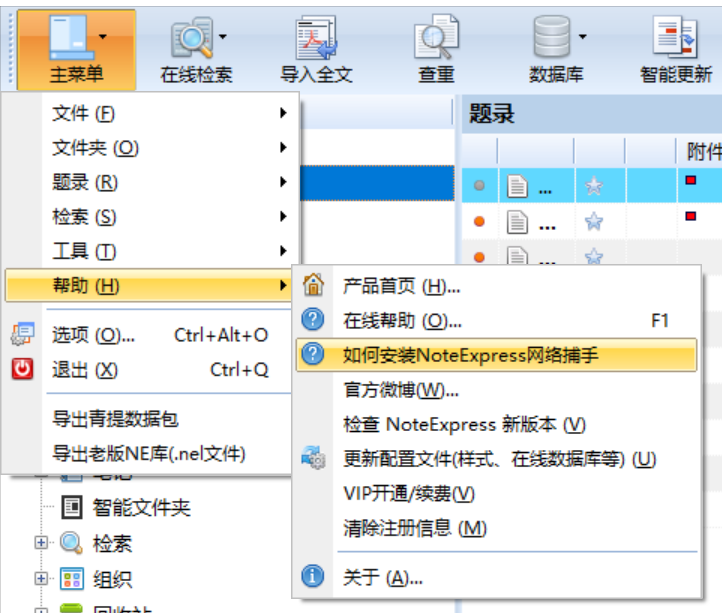 主菜单 在线检索 导入全文 查重 数据库 智能更新
题录
附件
文件 (F)
文件夹 (O)
题录 (R)
检索 (S)
工具 (T)
帮助 (H)
选项 (O)... Ctrl+Alt+O
退出 (X) Ctrl+Q
导出青提数据包
导出老版NE库(.nel文件)
...
...
...
产品首页 (H)...
在线帮助 (O)... F1
如何安装NoteExpress网络捕手
官方微博(W)...
检查 NoteExpress 新版本 (V)
更新配置文件(样式、在线数据库等) (U)
VIP开通/续费(V)
清除注册信息 (M)
关于 (A)...
智能文件夹
检索
组织